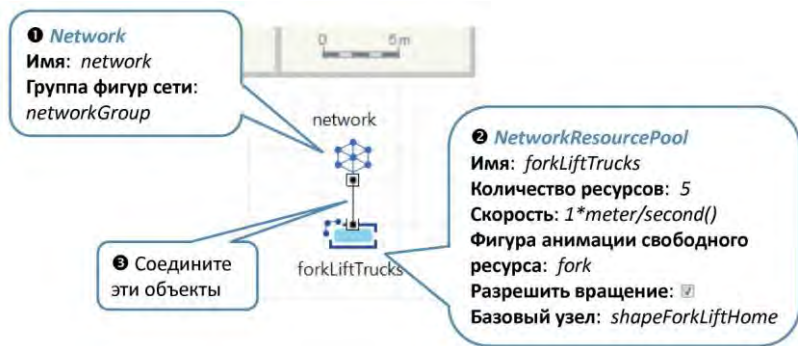 ❶ Network
Имя: network
Группа фигур сети:
networkGroup
0 5m
network
❷ NetworkResourcePool
Имя: forkLiftTrucks
Количество ресурсов: 5
Скорость: 1*meter/second()
Фигура анимации свободного
ресурса: fork
Разрешить вращение: ☑
Базовый узел: shapeForkLiftHome
❸ Соедините
эти объекты
forkLiftTrucks